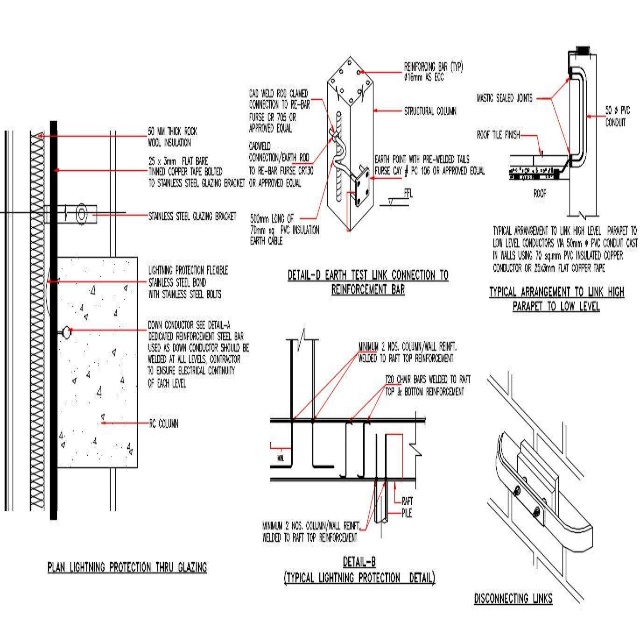 50 MM THICK ROCK
WOOL INSULATION
25 x 3mm FLAT BARE
TINNED COPPER TAPE BOLTED
TO STAINLESS STEEL GLAZING BRACKET
STAINLESS STEEL GLAZING BRACKET
LIGHTNING PROTECTION FLEXIBLE
STAINLESS STEEL BOND
WITH STAINLESS STEEL BOLTS
DOWN CONDUCTOR SEE DETAIL-A
DEDICATED REINFORCEMENT STEEL BAR
USED AS DOWN CONDUCTOR SHOULD BE
WELDED AT ALL LEVELS, CONTRACTOR
TO ENSURE ELECTRICAL CONTINUITY
OF EACH LEVEL
RC COLUMN
PLAN LIGHTNING PROTECTION THRU GLAZING
CAD WELD ROD CLAMED
CONNECTION TO RE-BAR
FURSE CR 705 OR
APPROVED EQUAL
CADWELD
CONNECTION/EARTH ROD
TO RE-BAR FURSE CRT30
OR APPROVED EQUAL
500mm LONG OF
70mm sq. PVC INSULATION
EARTH CABLE
REINFORCING BAR (TYP)
Ø16mm AS ECC
STRUCTURAL COLUMN
EARTH POINT WITH PRE-WELDED TAILS
FURSE CAY # PC 106 OR APPROVED EQUAL
FFL
DETAIL-D EARTH TEST LINK CONNECTION TO
REINFORCEMENT BAR
MASTIC SEALED JOINTS
50 Ø PVC
CONDUIT
ROOF TILE FINISH
ROOF
TYPICAL ARRANGEMENT TO LINK HIGH LEVEL PARAPET TO
LOW LEVEL CONDUCTORS VIA 50mm Ø PVC CONDUIT CAST
IN WALLS USING 70 sq.mm PVC INSULATED COPPER
CONDUCTOR OR 25x3mm FLAT COPPER TAPE
TYPICAL ARRANGEMENT TO LINK HIGH
PARAPET TO LOW LEVEL
MINIMUM 2 NOS. COLUMN/WALL REINFT.
WELDED TO RAFT TOP REINFORCEMENT
T20 CHAIR BARS WELDED TO RAFT
TOP & BOTTOM REINFORCEMENT
MIN.
RAFT
PILE
MINIMUM 2 NOS. COLUMN/WALL REINFT.
WELDED TO RAFT TOP REINFORCEMENT
DETAIL-B
(TYPICAL LIGHTNING PROTECTION DETAIL)
DISCONNECTING LINKS